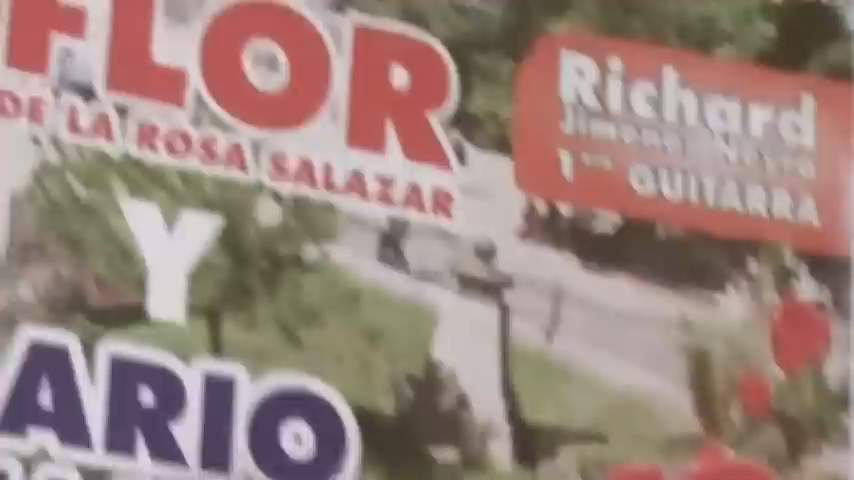 FLOR
DE LA ROSA SALAZAR
Y
ARIO
Richard
1
GUITARRA